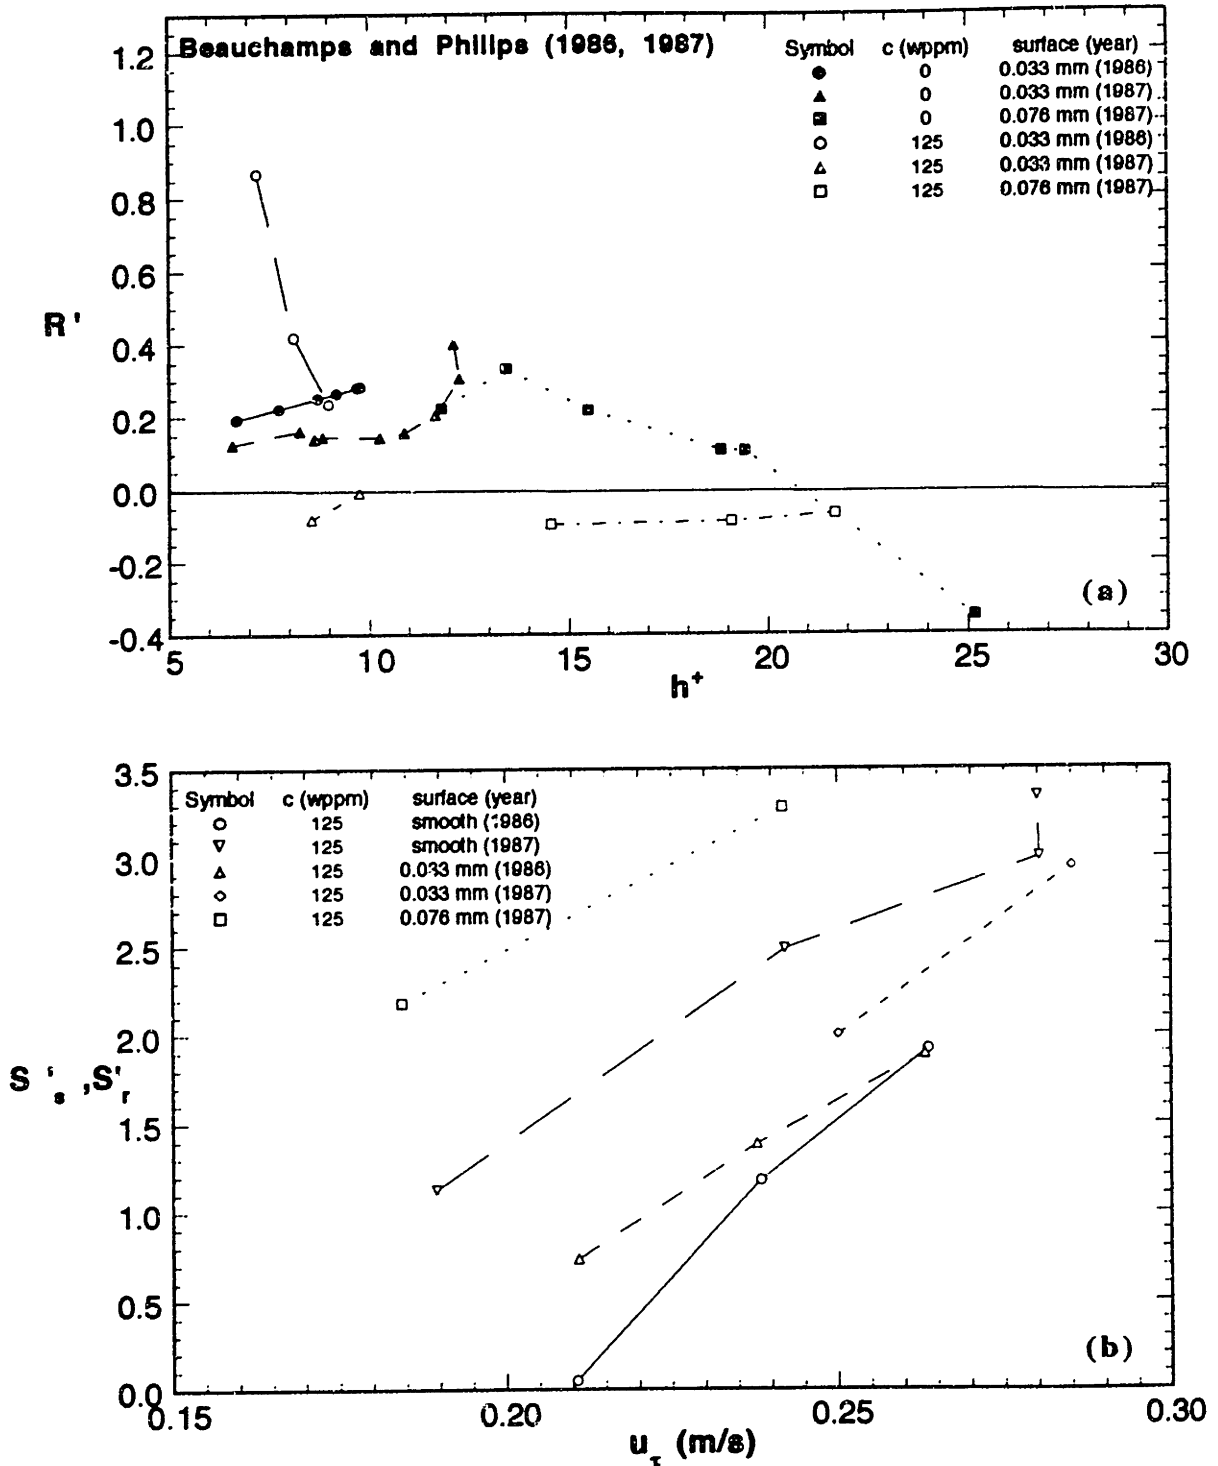 Beauchamps and Philips (1986, 1987)
Symbol c (wppm) surface (year)
0 0.033 mm (1986)
0 0.033 mm (1987)
0 0.076 mm (1987)
125 0.033 mm (1986)
125 0.033 mm (1987)
125 0.076 mm (1987)
1.2
1.0
0.8
0.6
R'
0.4
0.2
0.0
-0.2
(a)
-0.4
5 10 15 20 25 30
h+
3.5
Symbol c (wppm) surface (year)
125 smooth (1986)
125 smooth (1987)
125 0.033 mm (1986)
125 0.033 mm (1987)
125 0.076 mm (1987)
3.0
2.5
2.0
S's ,S'r
1.5
1.0
0.5
(b)
0.0
0.15 0.20 0.25 0.30
uτ (m/s)